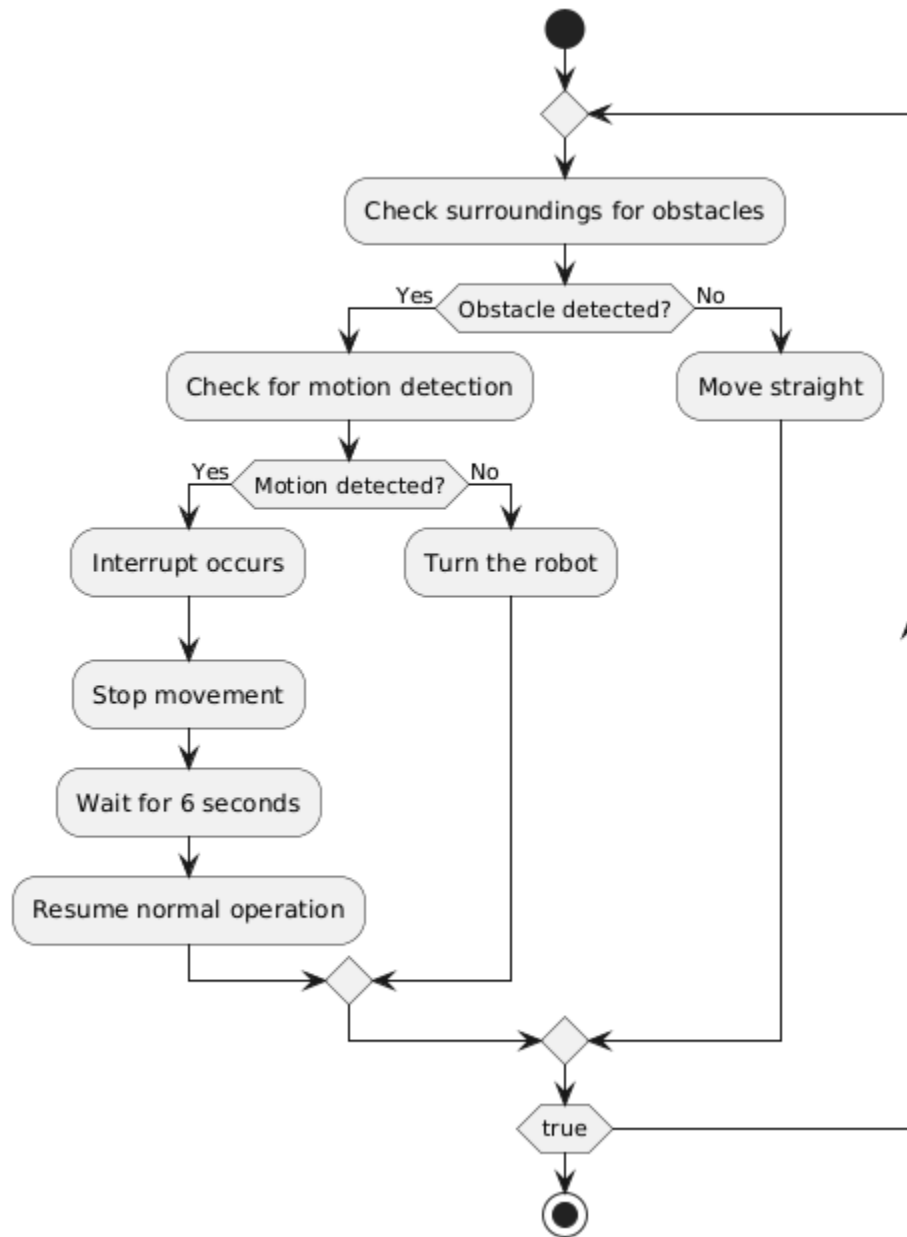 Check surroundings for obstacles
Yes
Obstacle detected?
No
Check for motion detection
Move straight
Yes
Motion detected?
No
Interrupt occurs
Turn the robot
Stop movement
Wait for 6 seconds
Resume normal operation
true